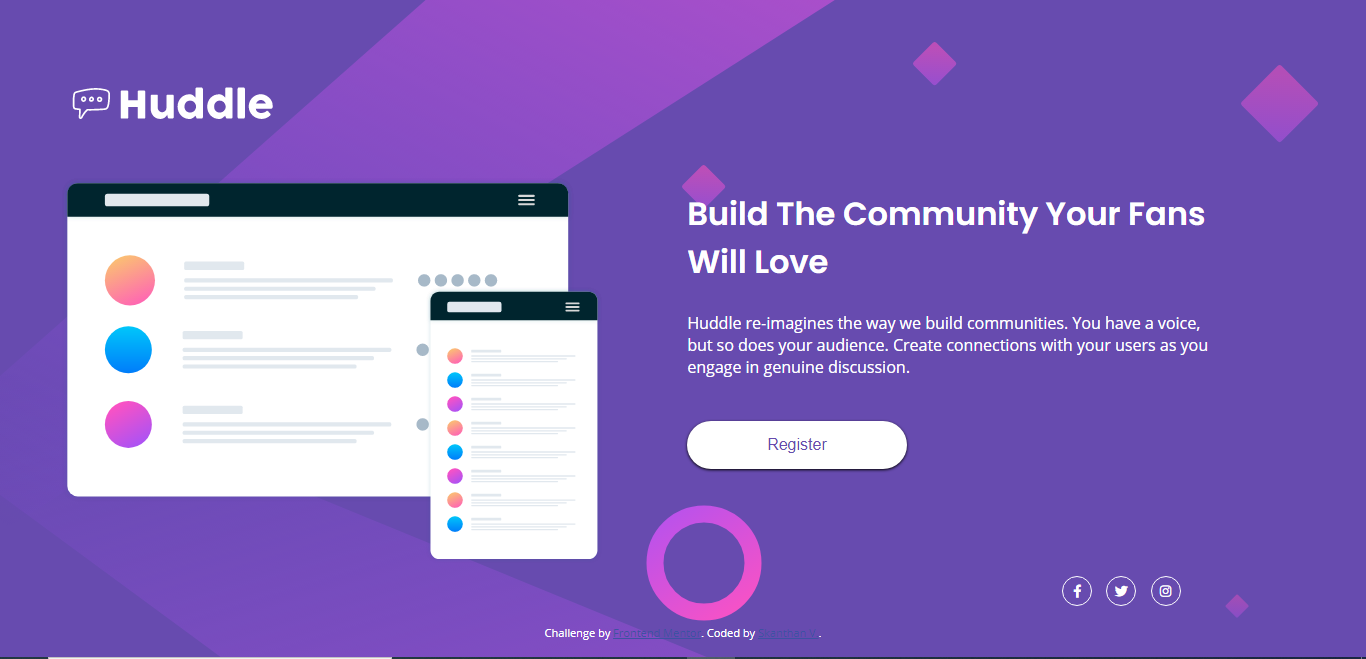 Huddle
Build The Community Your Fans
Will Love
Huddle re-imagines the way we build communities. You have a voice,
but so does your audience. Create connections with your users as you
engage in genuine discussion.
Register
Challenge by Frontend Mentor. Coded by